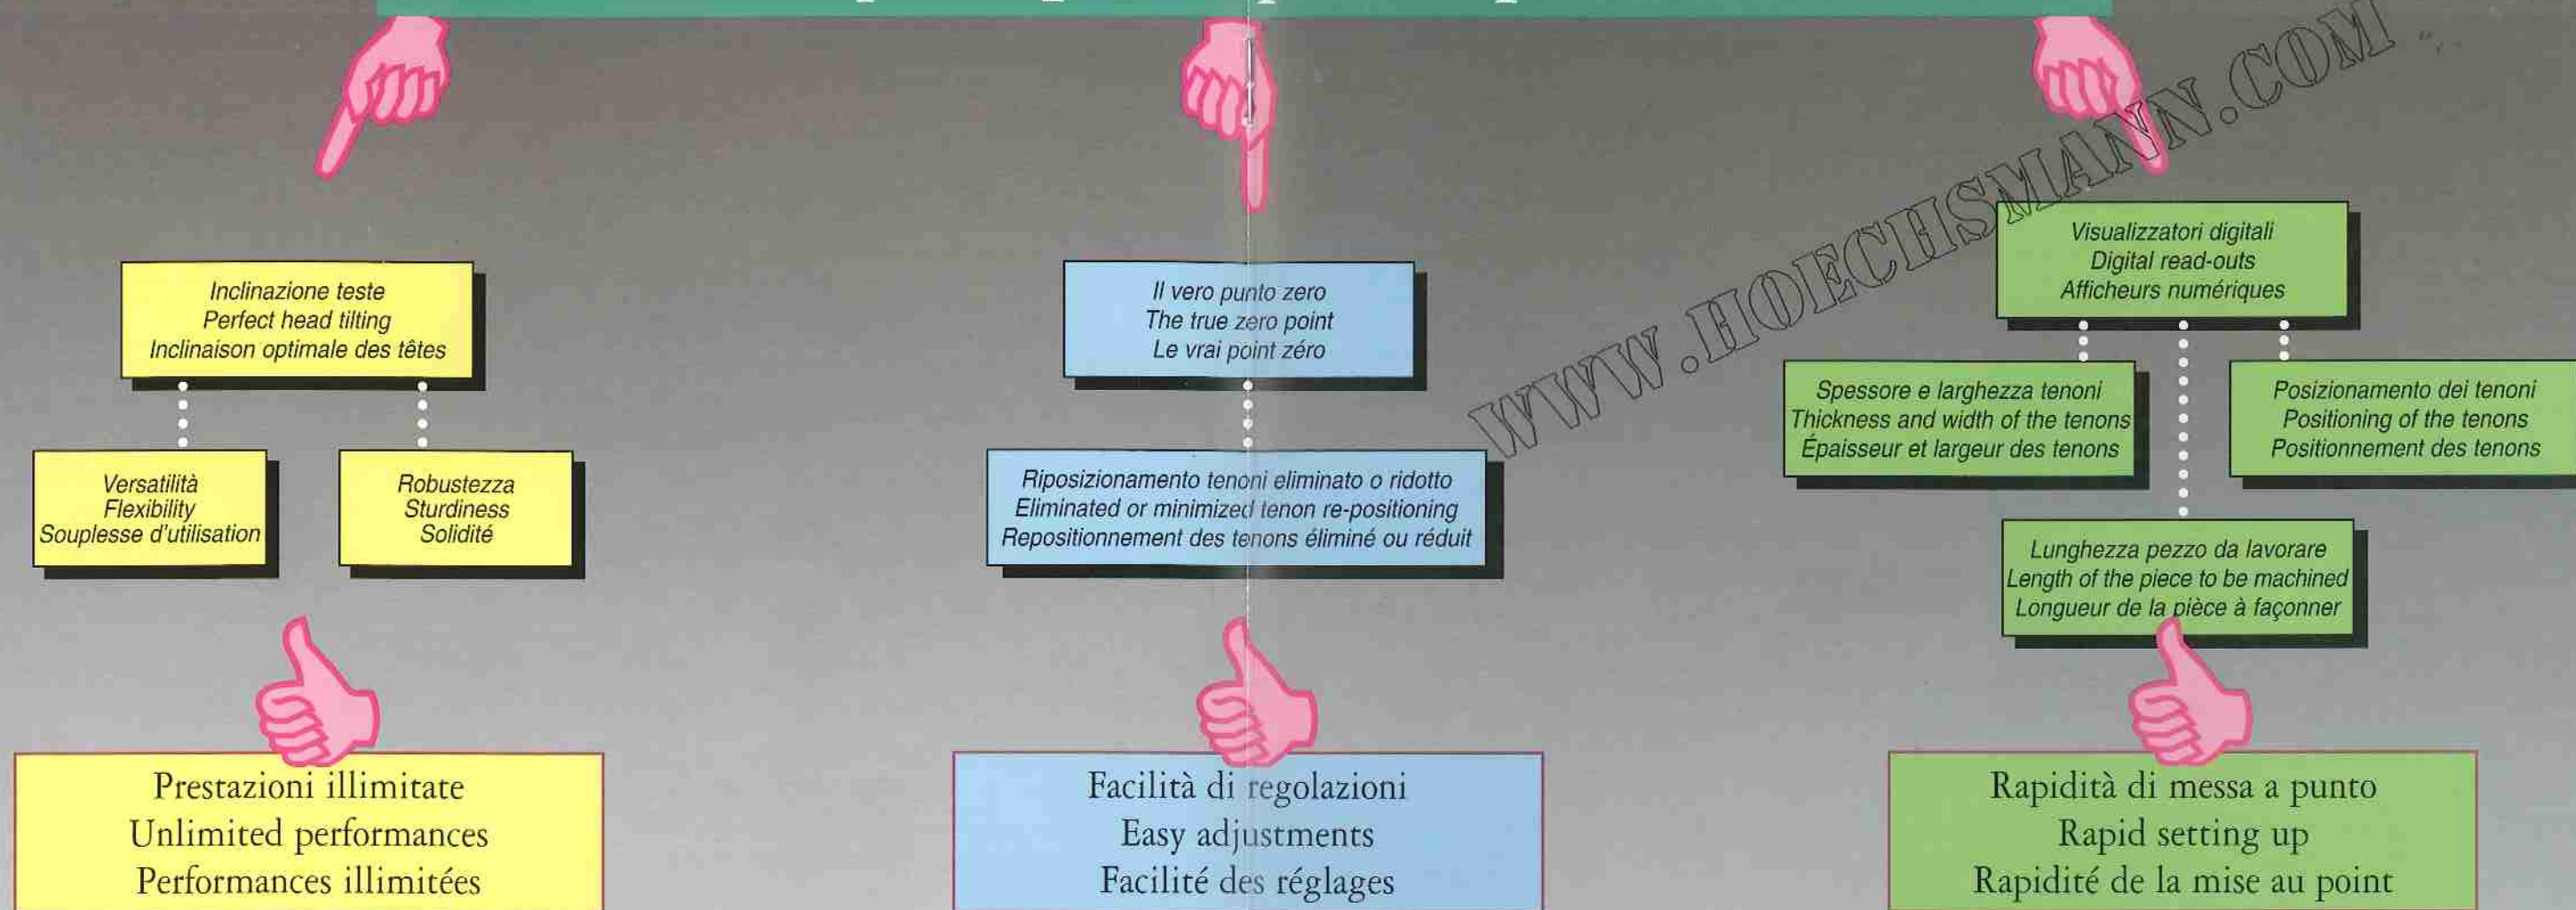 Inclinazione teste
Perfect head tilting
Inclinaison optimale des têtes
Versatilità
Flexibility
Souplesse d'utilisation
Robustezza
Sturdiness
Solidité
Prestazioni illimitate
Unlimited performances
Performances illimitées
Il vero punto zero
The true zero point
Le vrai point zéro
Riposizionamento tenoni eliminato o ridotto
Eliminated or minimized tenon re-positioning
Repositionnement des tenons éliminé ou réduit
Facilità di regolazioni
Easy adjustments
Facilité des réglages
WWW.HOECHSMANN.COM
Visualizzatori digitali
Digital read-outs
Afficheurs numériques
Spessore e larghezza tenoni
Thickness and width of the tenons
Épaisseur et largeur des tenons
Posizionamento dei tenoni
Positioning of the tenons
Positionnement des tenons
Lunghezza pezzo da lavorare
Length of the piece to be machined
Longueur de la pièce à façonner
Rapidità di messa a punto
Rapid setting up
Rapidité de la mise au point